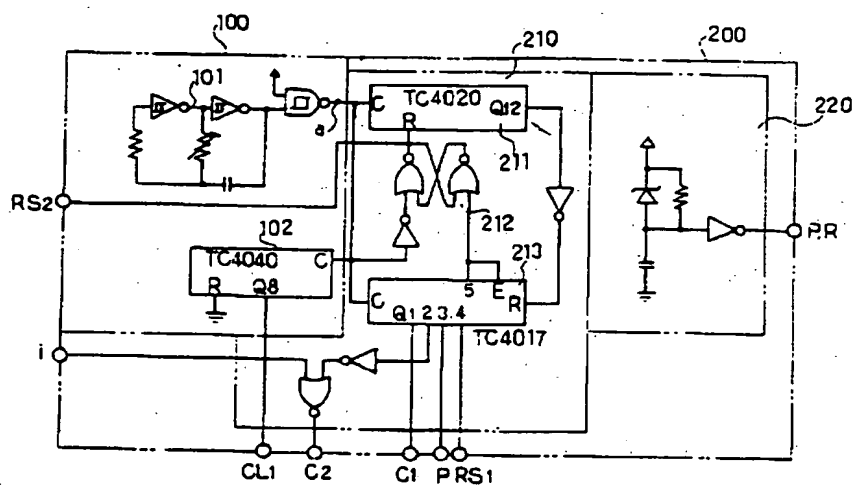 100
210
200
101
TC4020
C
Q12
220
a
R
211
RS2
212
P.R
102
TC4040
C
213
R
Q8
5
E
R
C
Q1 2 3.4
TC4017
i
CL1
C2
C1
P
RS1